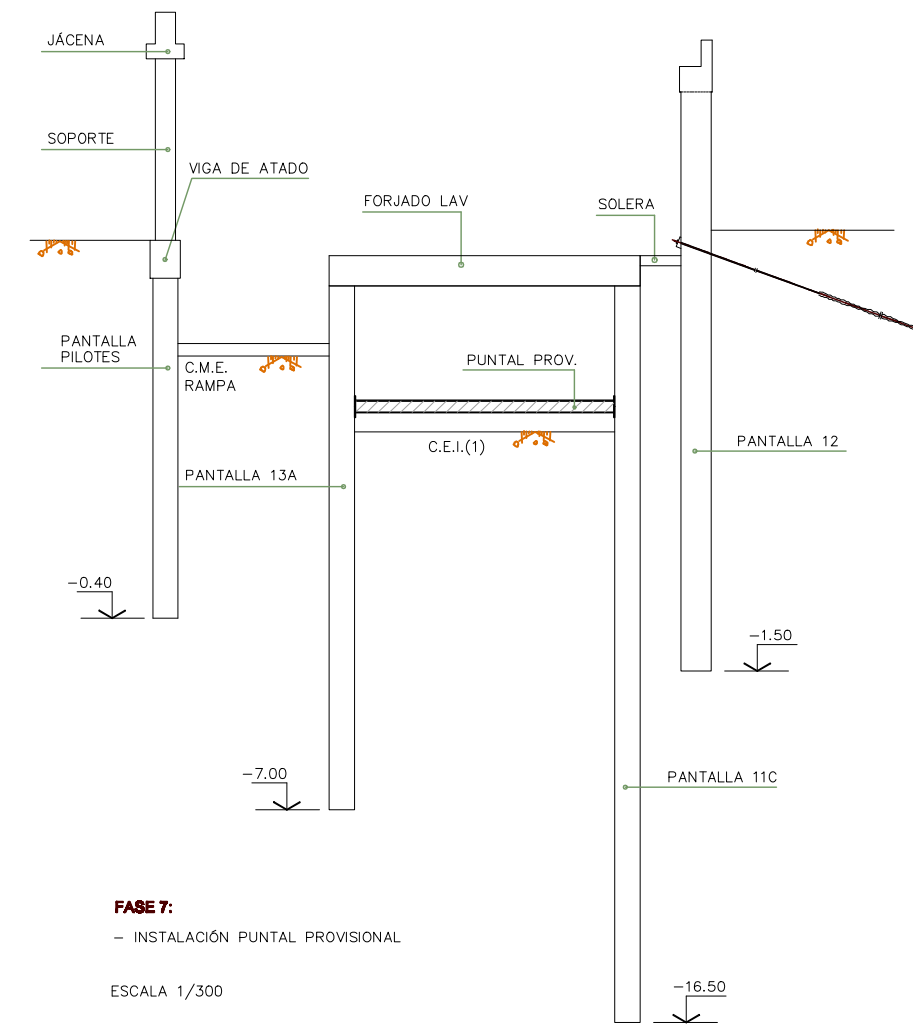 JÁCENA
SOPORTE
VIGA DE ATADO
FORJADO LAV
SOLERA
PANTALLA
PILOTES
C.M.E.
RAMPA
PUNTAL PROV.
C.E.I.(1)
PANTALLA 12
PANTALLA 13A
-0.40
-1.50
-7.00
PANTALLA 11C
FASE 7:
- INSTALACIÓN PUNTAL PROVISIONAL
ESCALA 1/300
-16.50